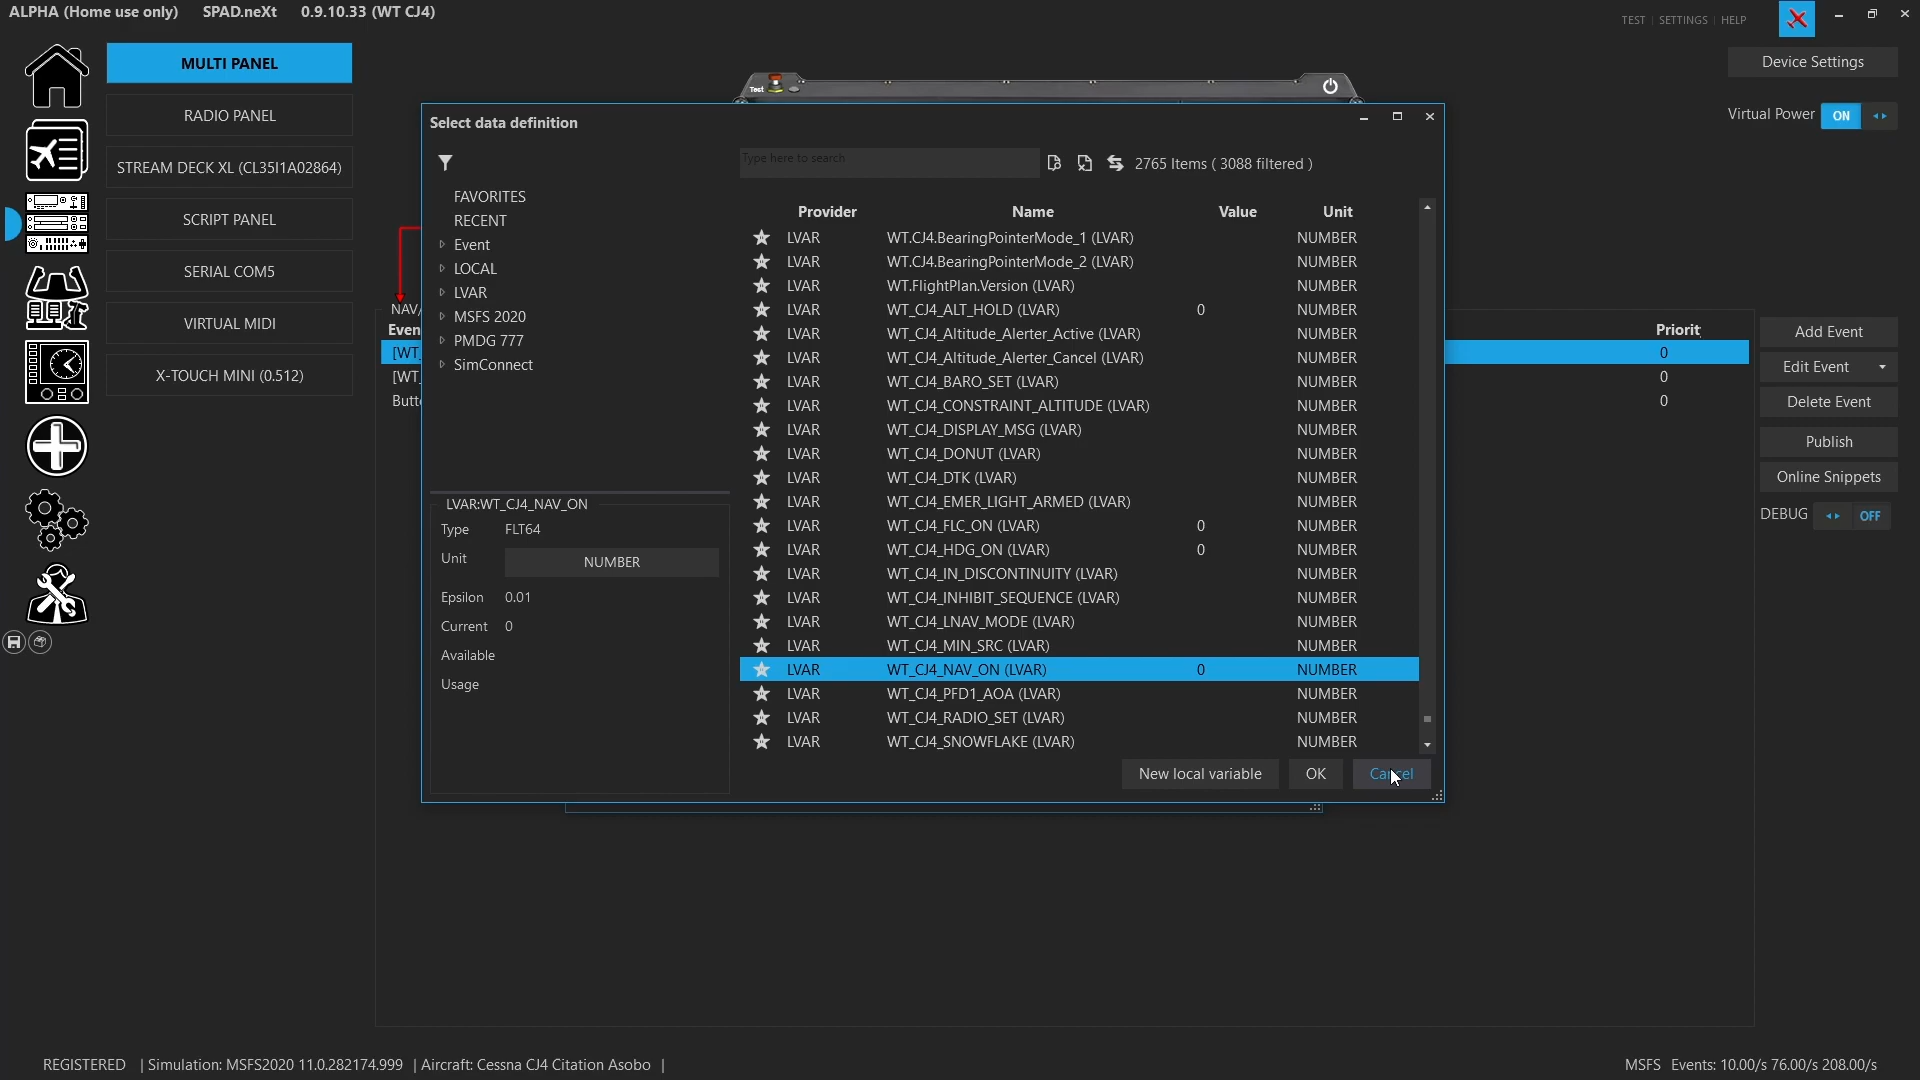 ALPHA (Home use only) SPAD.neXt 0.9.10.33 (WT CJ4)
TEST | SETTINGS | HELP
MULTI PANEL
RADIO PANEL
STREAM DECK XL (CL35I1A02864)
SCRIPT PANEL
SERIAL COM5
VIRTUAL MIDI
X-TOUCH MINI (0.512)
Test
Device Settings
Virtual Power ON
Select data definition
Type here to search
2765 Items ( 3088 filtered )
FAVORITES
RECENT
Event
LOCAL
LVAR
MSFS 2020
PMDG 777
SimConnect
Provider Name Value Unit
LVAR WT.CJ4.BearingPointerMode_1 (LVAR) NUMBER
LVAR WT.CJ4.BearingPointerMode_2 (LVAR) NUMBER
LVAR WT.FlightPlan.Version (LVAR) NUMBER
LVAR WT_CJ4_ALT_HOLD (LVAR) 0 NUMBER
LVAR WT_CJ4_Altitude_Alerter_Active (LVAR) NUMBER
LVAR WT_CJ4_Altitude_Alerter_Cancel (LVAR) NUMBER
LVAR WT_CJ4_BARO_SET (LVAR) NUMBER
LVAR WT_CJ4_CONSTRAINT_ALTITUDE (LVAR) NUMBER
LVAR WT_CJ4_DISPLAY_MSG (LVAR) NUMBER
LVAR WT_CJ4_DONUT (LVAR) NUMBER
LVAR WT_CJ4_DTK (LVAR) NUMBER
LVAR WT_CJ4_EMER_LIGHT_ARMED (LVAR) NUMBER
LVAR WT_CJ4_FLC_ON (LVAR) 0 NUMBER
LVAR WT_CJ4_HDG_ON (LVAR) 0 NUMBER
LVAR WT_CJ4_IN_DISCONTINUITY (LVAR) NUMBER
LVAR WT_CJ4_INHIBIT_SEQUENCE (LVAR) NUMBER
LVAR WT_CJ4_LNAV_MODE (LVAR) NUMBER
LVAR WT_CJ4_MIN_SRC (LVAR) NUMBER
LVAR WT_CJ4_NAV_ON (LVAR) 0 NUMBER
LVAR WT_CJ4_PFD1_AOA (LVAR) NUMBER
LVAR WT_CJ4_RADIO_SET (LVAR) NUMBER
LVAR WT_CJ4_SNOWFLAKE (LVAR) NUMBER
LVAR:WT_CJ4_NAV_ON
Type FLT64
Unit NUMBER
Epsilon 0.01
Current 0
Available
Usage
New local variable OK Cancel
NAV/
Even
[WT_
[WT_
Butt
Priorit
0
0
0
Add Event
Edit Event
Delete Event
Publish
Online Snippets
DEBUG OFF
REGISTERED | Simulation: MSFS2020 11.0.282174.999 | Aircraft: Cessna CJ4 Citation Asobo |
MSFS Events: 10.00/s 76.00/s 208.00/s